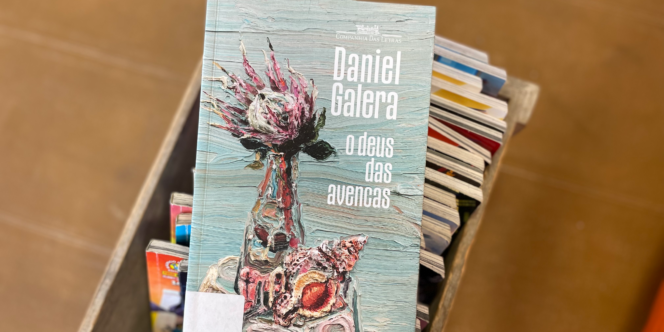 COMPANHIA DAS LETRAS
Daniel
Galera
o deus
das
avencas